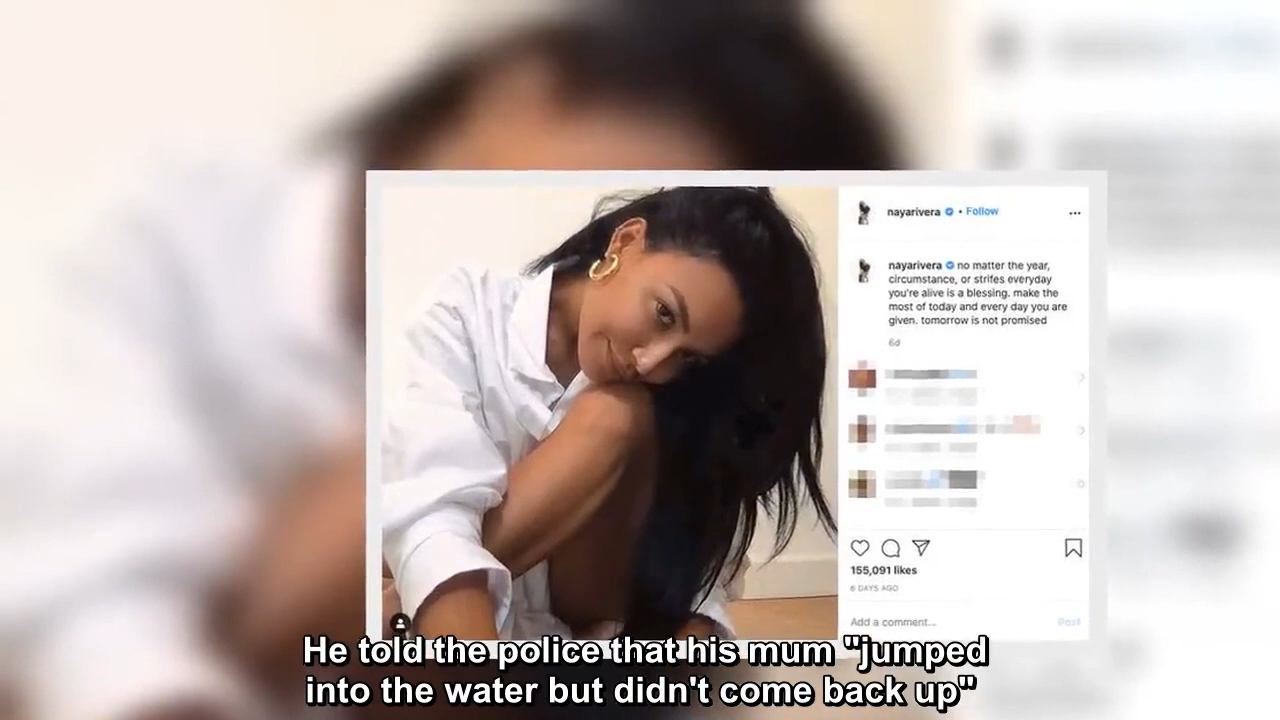 nayarivera • Follow
nayarivera no matter the year,
circumstance, or strifes everyday
you're alive is a blessing. make the
most of today and every day you are
given. tomorrow is not promised
6d
155,091 likes
6 DAYS AGO
Add a comment...
Post
He told the police that his mum "jumped
into the water but didn't come back up"